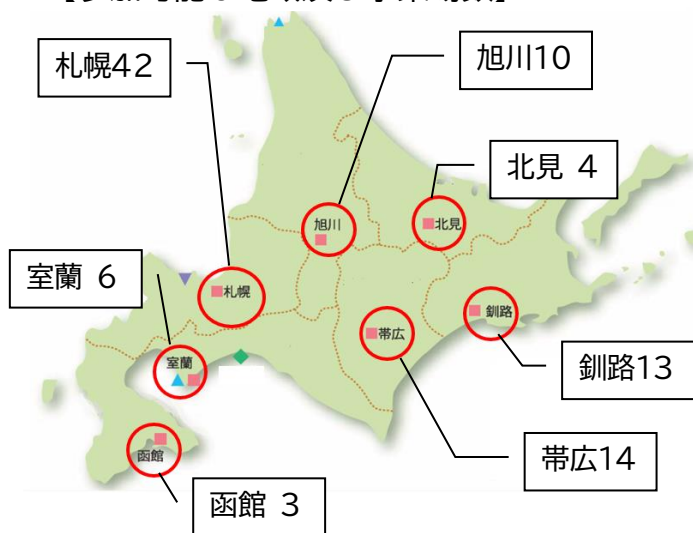 札幌42
旭川10
北見 4
旭川
北見
室蘭 6
札幌
釧路
帯広
室蘭
釧路13
函館
帯広14
函館 3